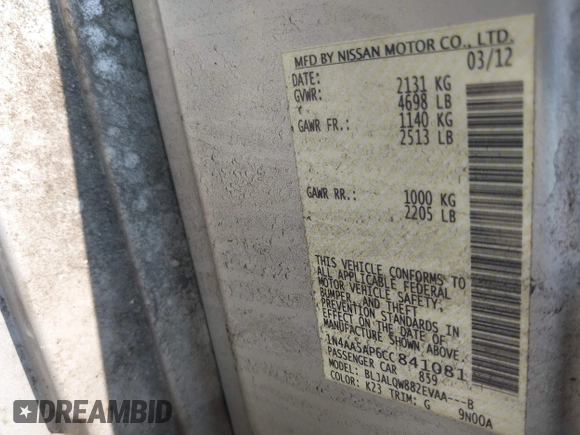 MFD BY NISSAN MOTOR CO., LTD.
DATE: 03/12
GVWR: 2131 KG
4698 LB
GAWR FR.: 1140 KG
2513 LB
GAWR RR.: 1000 KG
2205 LB
THIS VEHICLE CONFORMS TO
ALL APPLICABLE FEDERAL
MOTOR VEHICLE SAFETY,
BUMPER, AND THEFT
PREVENTION STANDARDS IN
EFFECT ON THE DATE OF
MANUFACTURE SHOWN ABOVE.
1N4AA5AP6CC841081
PASSENGER CAR 859
MODEL: BLJALQW882EVAA---B
COLOR: K23 TRIM: G 9N00A
DREAMBID